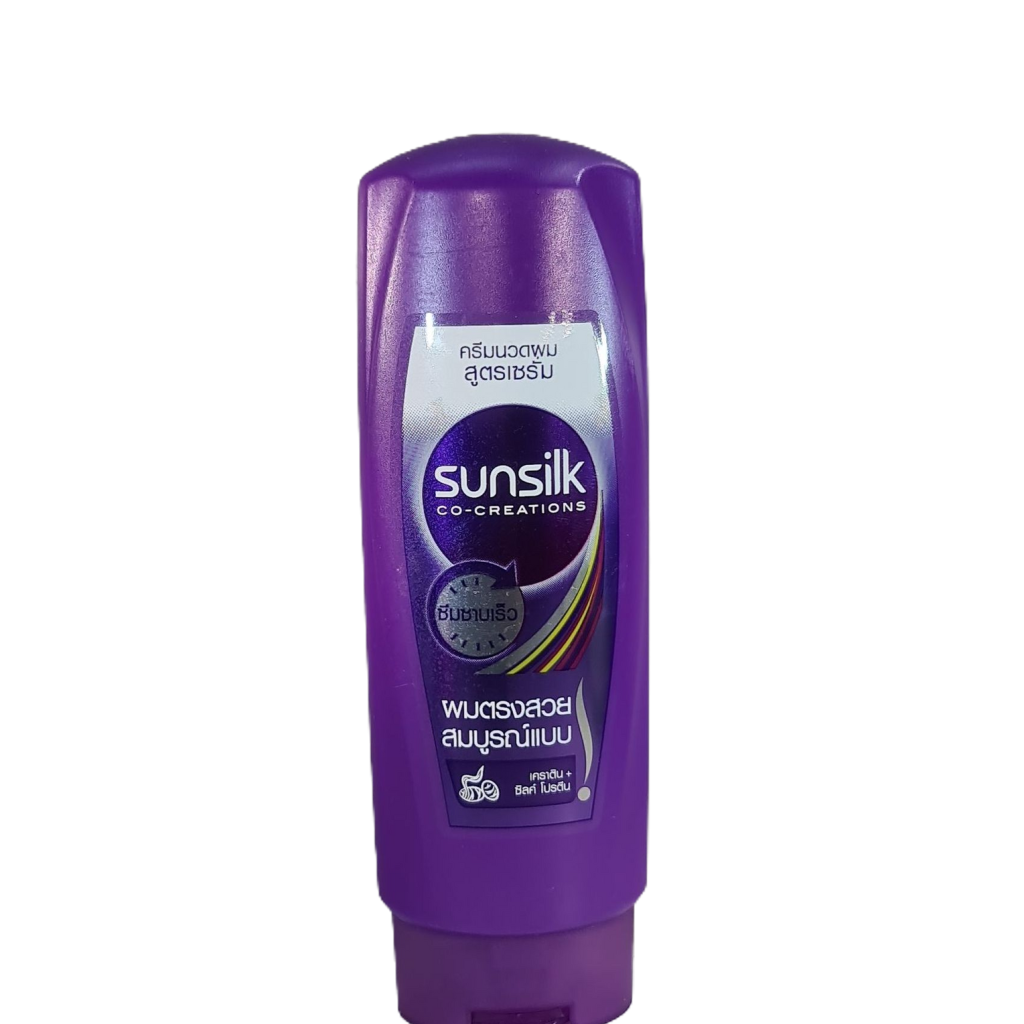 ครีมนวดผม
สูตรเซรั่ม
sunsilk
CO-CREATIONS
ซึมซาบเร็ว
ผมตรงสวย
สมบูรณ์แบบ
เคราติน +
ซิลค์ โปรตีน